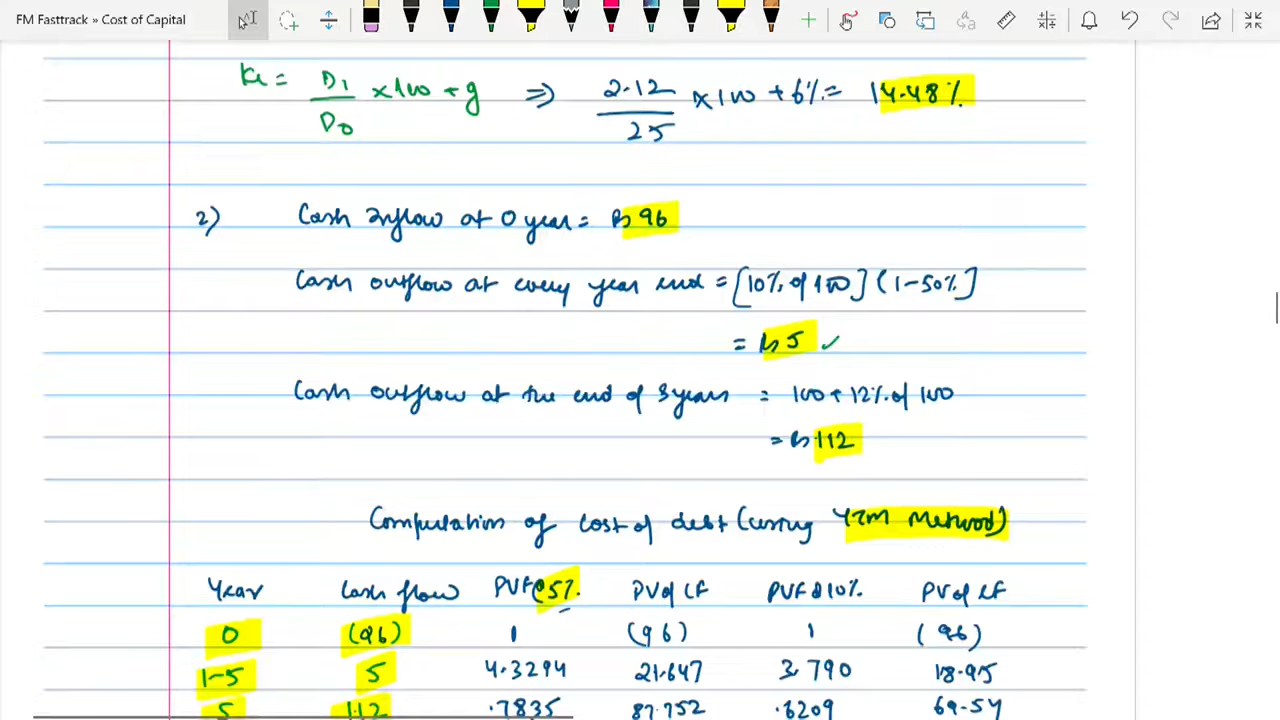 FM Fasttrack » Cost of Capital
Ke = D1 / D0 ×100 + g ⇒ 2.12 / 25 ×100 + 6% = 14.48%
2) Cash Inflow at 0 year = Rs 96
Cash outflow at every year end = [10% of 100] (1-50%]
= Rs 5 ✓
Cash outflow at the end of 3 years = 100 + 12% of 100
= Rs 112
Computation of cost of debt (using YTM Method)
Year Cash flow PVF@5% PV of CF PVF@10% PV of CF
0 (96) 1 (96) 1 (96)
1-5 5 4.3294 21.647 3.790 18.95
5 112 .7835 87.752 .6209 69.54